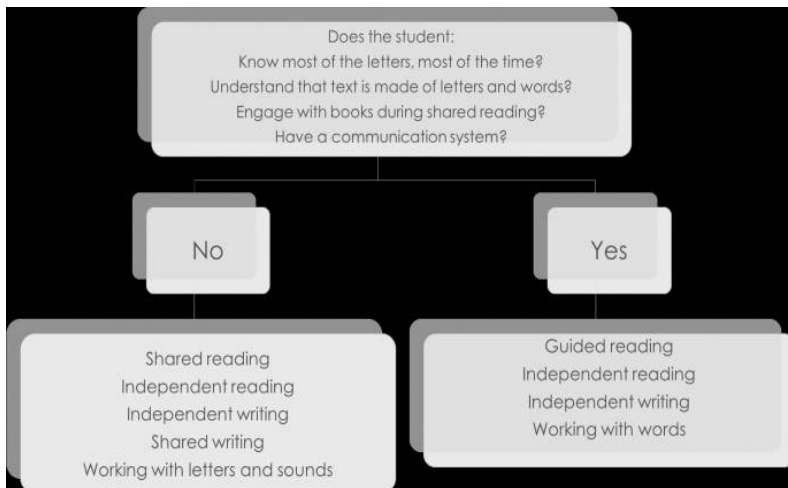 Does the student:
Know most of the letters, most of the time?
Understand that text is made of letters and words?
Engage with books during shared reading?
Have a communication system?
No
Yes
Shared reading
Independent reading
Independent writing
Shared writing
Working with letters and sounds
Guided reading
Independent reading
Independent writing
Working with words